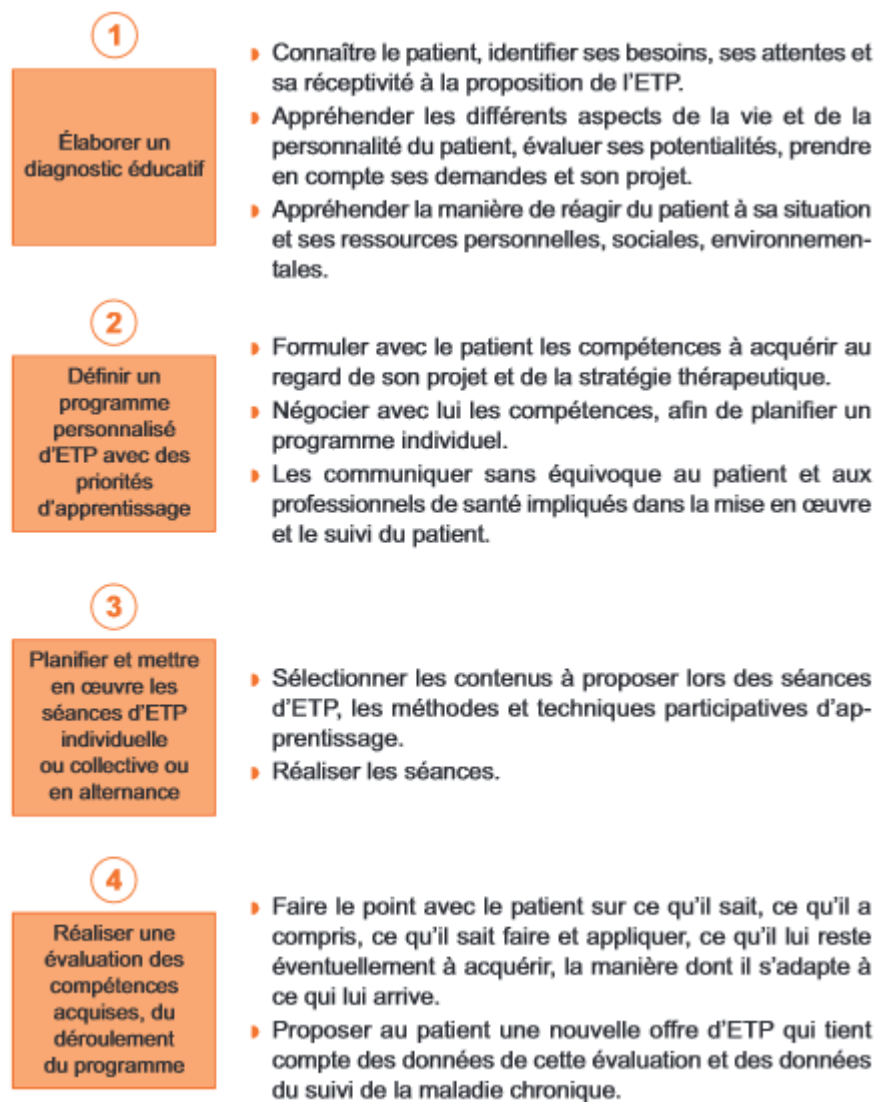 1
Élaborer un
diagnostic éducatif
Connaître le patient, identifier ses besoins, ses attentes et
sa réceptivité à la proposition de l'ETP.
Appréhender les différents aspects de la vie et de la
personnalité du patient, évaluer ses potentialités, prendre
en compte ses demandes et son projet.
Appréhender la manière de réagir du patient à sa situation
et ses ressources personnelles, sociales, environnemen-
tales.
2
Définir un
programme
personnalisé
d'ETP avec des
priorités
d'apprentissage
Formuler avec le patient les compétences à acquérir au
regard de son projet et de la stratégie thérapeutique.
Négocier avec lui les compétences, afin de planifier un
programme individuel.
Les communiquer sans équivoque au patient et aux
professionnels de santé impliqués dans la mise en œuvre
et le suivi du patient.
3
Planifier et mettre
en œuvre les
séances d'ETP
individuelle
ou collective ou
en alternance
Sélectionner les contenus à proposer lors des séances
d'ETP, les méthodes et techniques participatives d'ap-
prentissage.
Réaliser les séances.
4
Réaliser une
évaluation des
compétences
acquises, du
déroulement
du programme
Faire le point avec le patient sur ce qu'il sait, ce qu'il a
compris, ce qu'il sait faire et appliquer, ce qu'il lui reste
éventuellement à acquérir, la manière dont il s'adapte à
ce qui lui arrive.
Proposer au patient une nouvelle offre d'ETP qui tient
compte des données de cette évaluation et des données
du suivi de la maladie chronique.